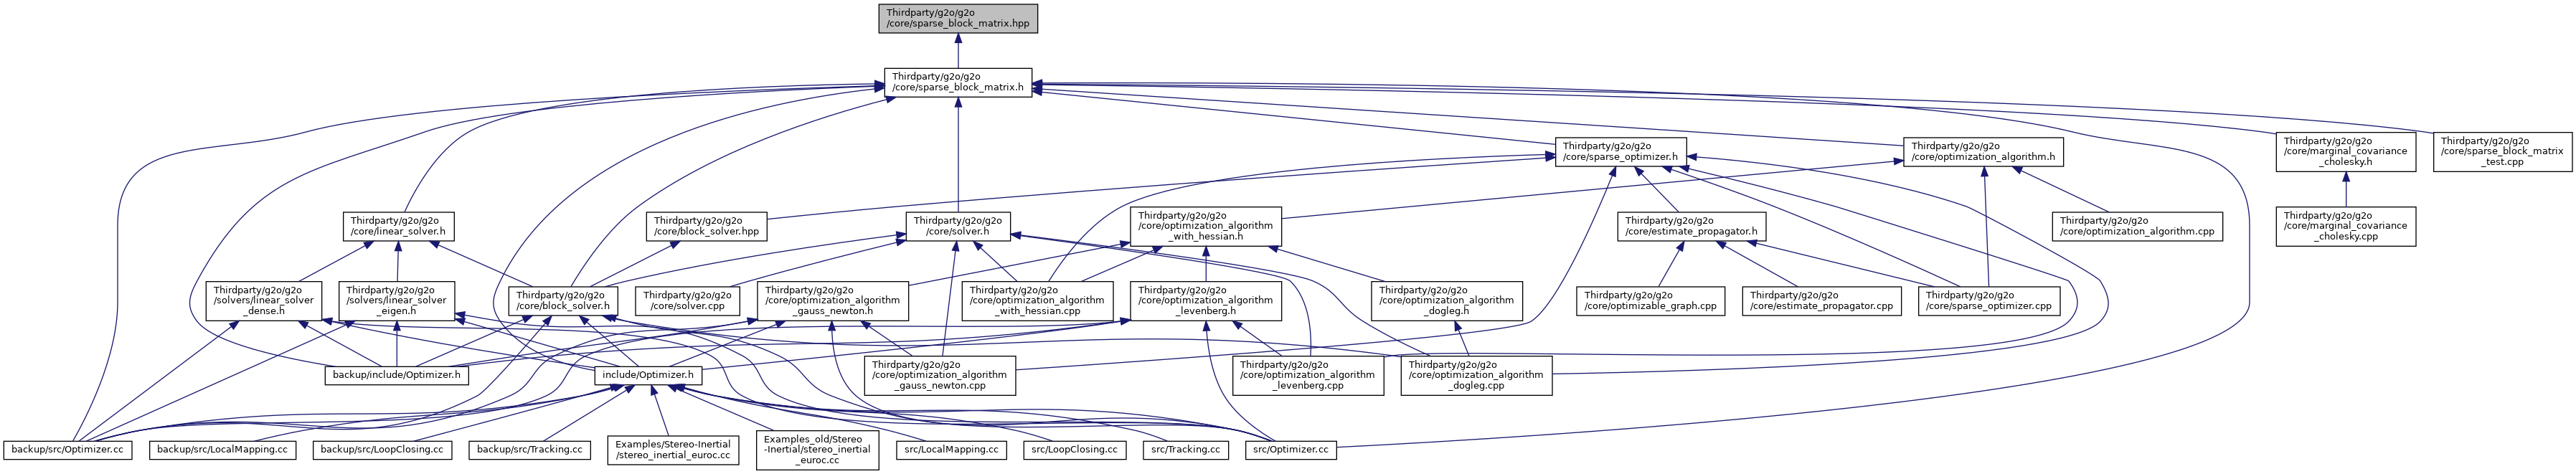 Thirdparty/g2o/g2o
/core/sparse_block_matrix.hpp
Thirdparty/g2o/g2o
/core/sparse_block_matrix.h
Thirdparty/g2o/g2o
/core/sparse_optimizer.h
Thirdparty/g2o/g2o
/core/optimization_algorithm.h
Thirdparty/g2o/g2o
/core/marginal_covariance
_cholesky.h
Thirdparty/g2o/g2o
/core/sparse_block_matrix
_test.cpp
Thirdparty/g2o/g2o
/core/linear_solver.h
Thirdparty/g2o/g2o
/core/block_solver.hpp
Thirdparty/g2o/g2o
/core/solver.h
Thirdparty/g2o/g2o
/core/optimization_algorithm
_with_hessian.h
Thirdparty/g2o/g2o
/core/estimate_propagator.h
Thirdparty/g2o/g2o
/core/optimization_algorithm.cpp
Thirdparty/g2o/g2o
/core/marginal_covariance
_cholesky.cpp
Thirdparty/g2o/g2o
/solvers/linear_solver
_dense.h
Thirdparty/g2o/g2o
/solvers/linear_solver
_eigen.h
Thirdparty/g2o/g2o
/core/block_solver.h
Thirdparty/g2o/g2o
/core/solver.cpp
Thirdparty/g2o/g2o
/core/optimization_algorithm
_gauss_newton.h
Thirdparty/g2o/g2o
/core/optimization_algorithm
_with_hessian.cpp
Thirdparty/g2o/g2o
/core/optimization_algorithm
_levenberg.h
Thirdparty/g2o/g2o
/core/optimization_algorithm
_dogleg.h
Thirdparty/g2o/g2o
/core/optimizable_graph.cpp
Thirdparty/g2o/g2o
/core/estimate_propagator.cpp
Thirdparty/g2o/g2o
/core/sparse_optimizer.cpp
backup/include/Optimizer.h
include/Optimizer.h
Thirdparty/g2o/g2o
/core/optimization_algorithm
_gauss_newton.cpp
Thirdparty/g2o/g2o
/core/optimization_algorithm
_levenberg.cpp
Thirdparty/g2o/g2o
/core/optimization_algorithm
_dogleg.cpp
backup/src/Optimizer.cc
backup/src/LocalMapping.cc
backup/src/LoopClosing.cc
backup/src/Tracking.cc
Examples/Stereo-Inertial
/stereo_inertial_euroc.cc
Examples_old/Stereo
-Inertial/stereo_inertial
_euroc.cc
src/LocalMapping.cc
src/LoopClosing.cc
src/Tracking.cc
src/Optimizer.cc